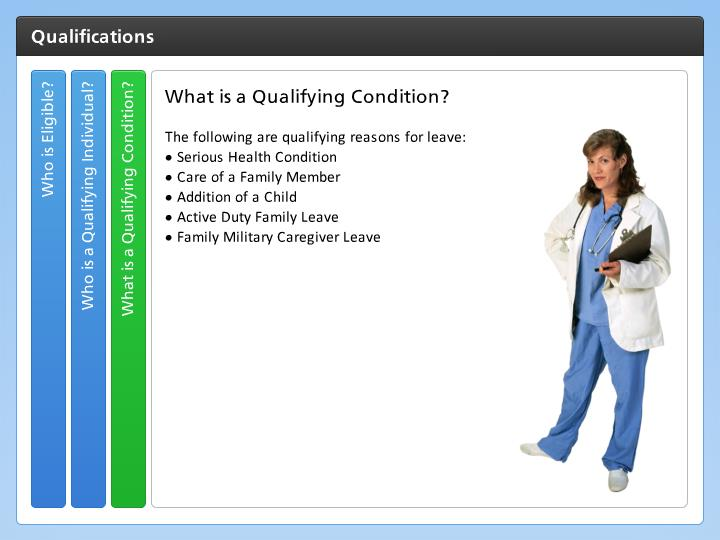 Qualifications
Who is Eligible?
Who is a Qualifying Individual?
What is a Qualifying Condition?
What is a Qualifying Condition?
The following are qualifying reasons for leave:
● Serious Health Condition
● Care of a Family Member
● Addition of a Child
● Active Duty Family Leave
● Family Military Caregiver Leave